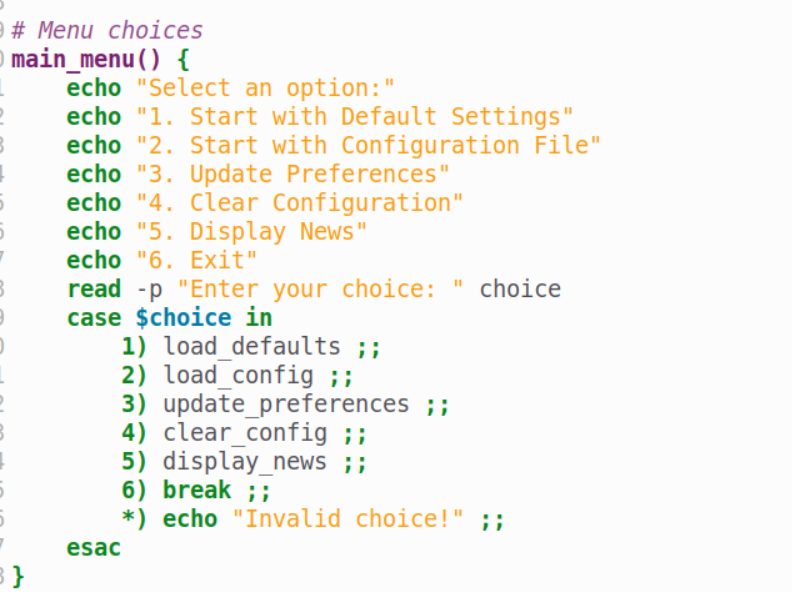 # Menu choices
main_menu() {
    echo "Select an option:"
    echo "1. Start with Default Settings"
    echo "2. Start with Configuration File"
    echo "3. Update Preferences"
    echo "4. Clear Configuration"
    echo "5. Display News"
    echo "6. Exit"
    read -p "Enter your choice: " choice
    case $choice in
        1) load_defaults ;;
        2) load_config ;;
        3) update_preferences ;;
        4) clear_config ;;
        5) display_news ;;
        6) break ;;
        *) echo "Invalid choice!" ;;
    esac
}